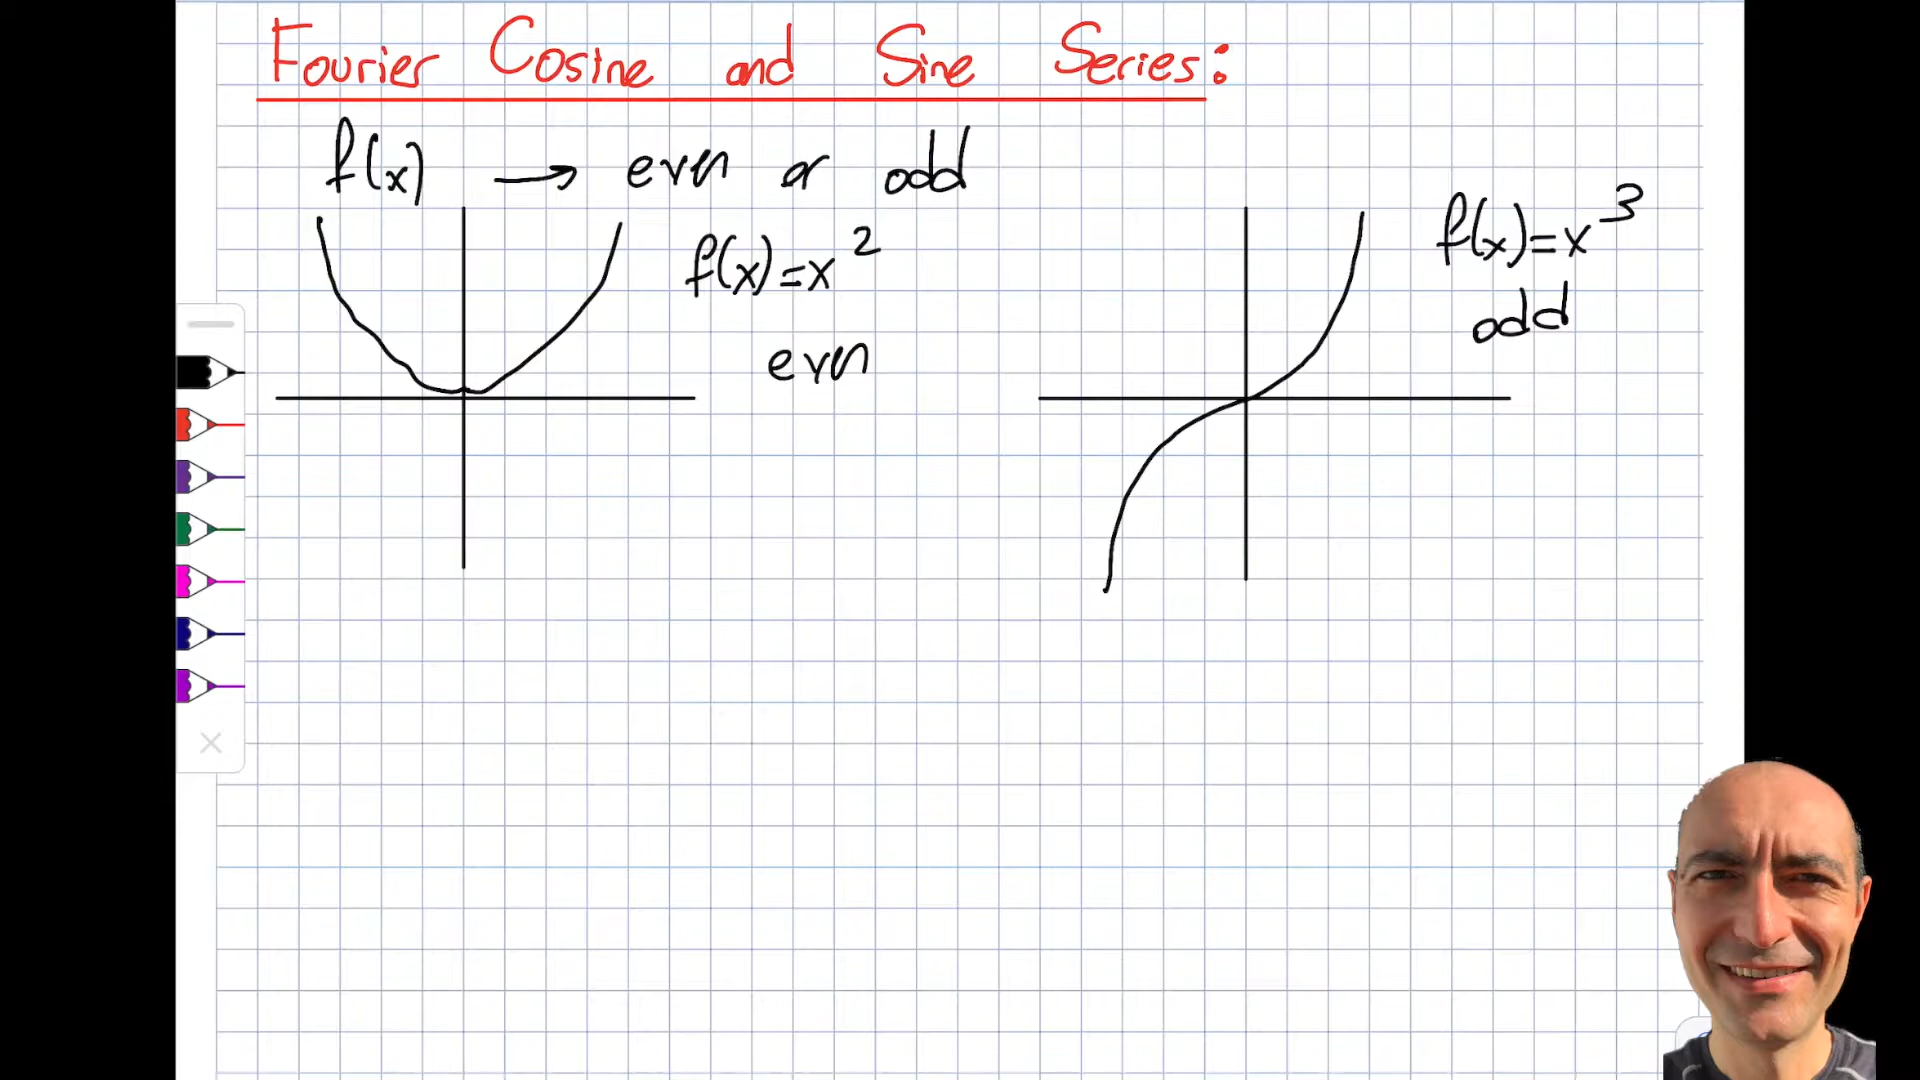 Fourier Cosine and Sine Series:
f(x) → even or odd
f(x)=x²
even
f(x)=x³
odd